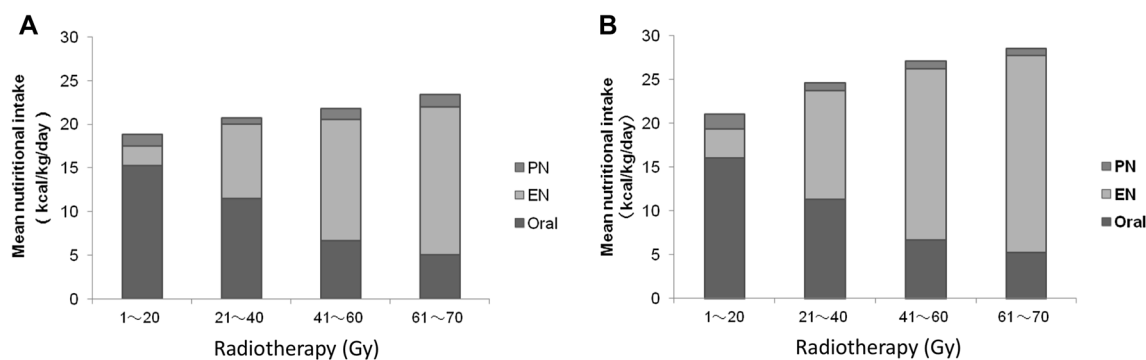 A
Mean nutiritional intake
( kcal/kg/day )
30
25
20
15
10
5
0
1～20
21～40
41～60
61～70
Radiotherapy (Gy)
PN
EN
Oral
B
Mean nutritional intake
(kcal/kg/day)
30
25
20
15
10
5
0
1～20
21～40
41～60
61～70
Radiotherapy (Gy)
PN
EN
Oral